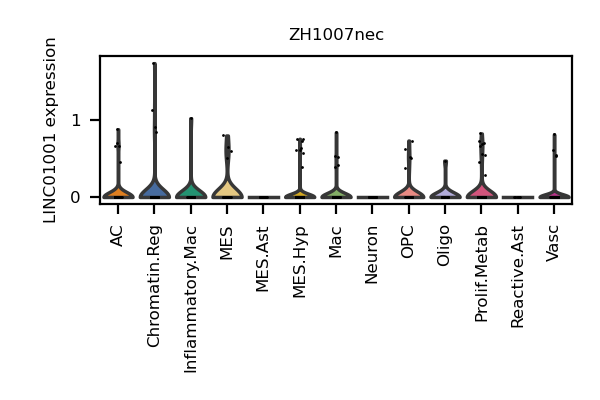 ZH1007nec
LINC01001 expression
1
0
AC
Chromatin.Reg
Inflammatory.Mac
MES
MES.Ast
MES.Hyp
Mac
Neuron
OPC
Oligo
Prolif.Metab
Reactive.Ast
Vasc